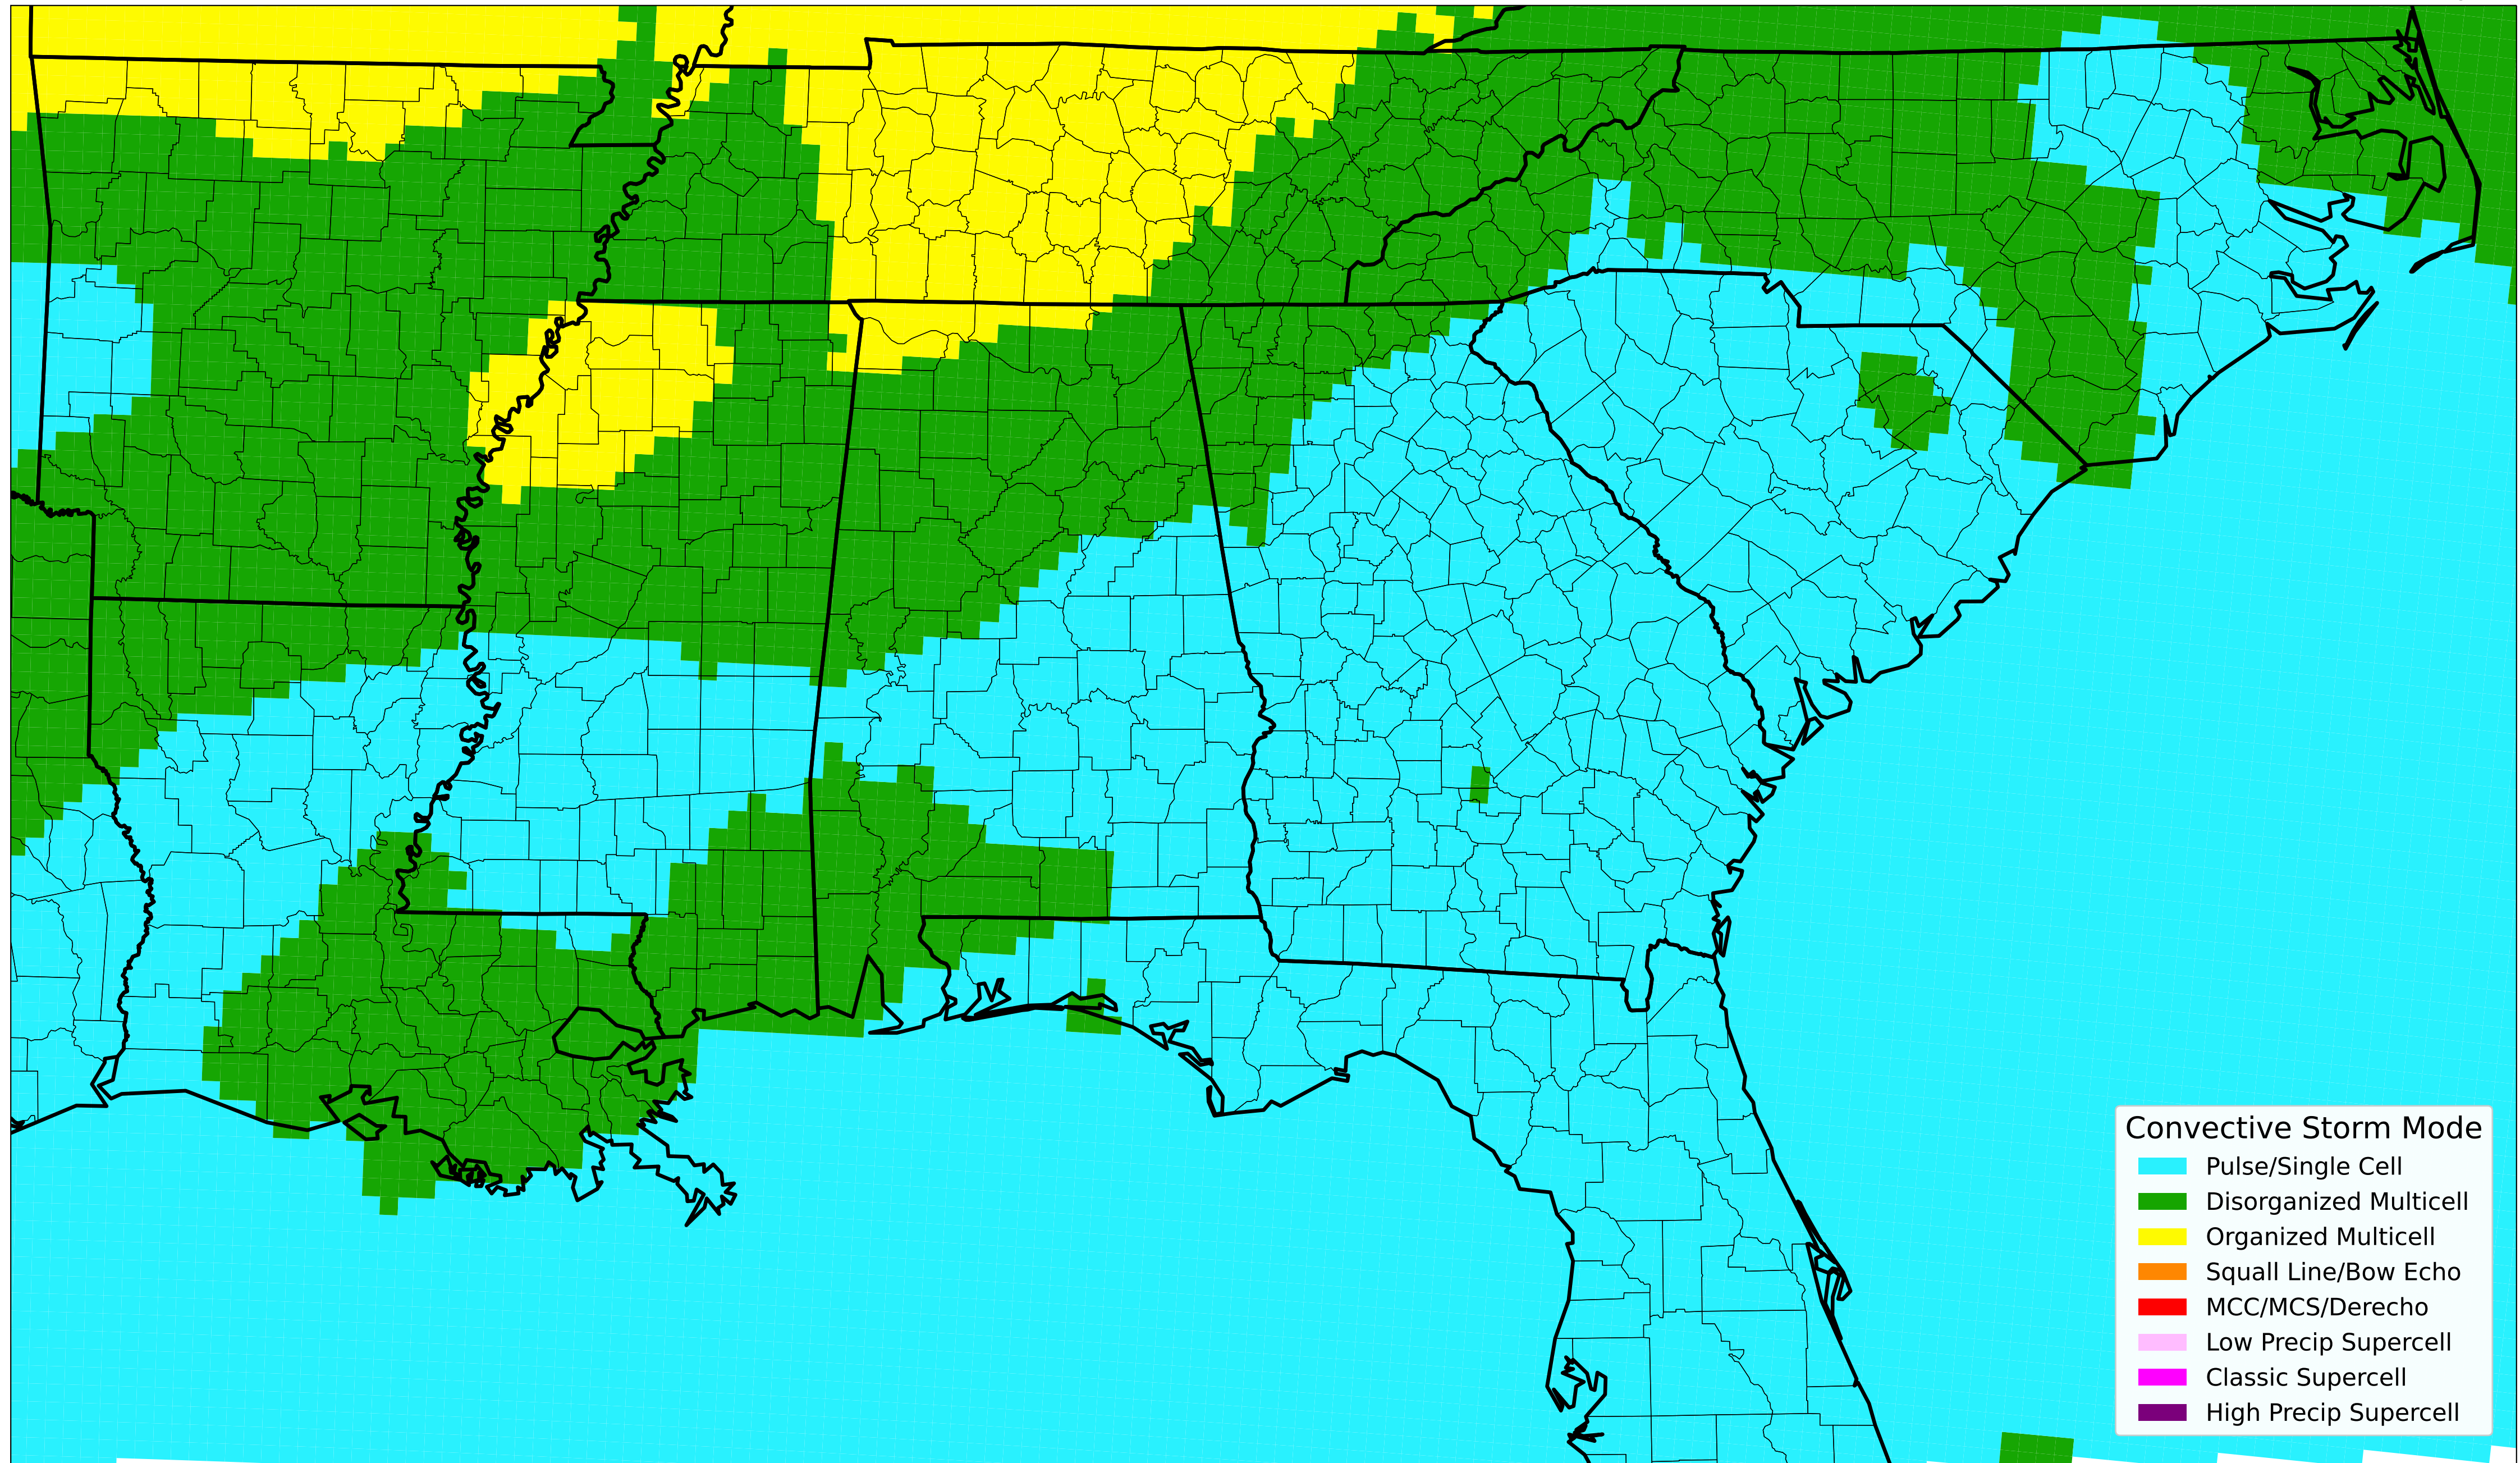 Convective Storm Mode
Pulse/Single Cell
Disorganized Multicell
Organized Multicell
Squall Line/Bow Echo
MCC/MCS/Derecho
Low Precip Supercell
Classic Supercell
High Precip Supercell